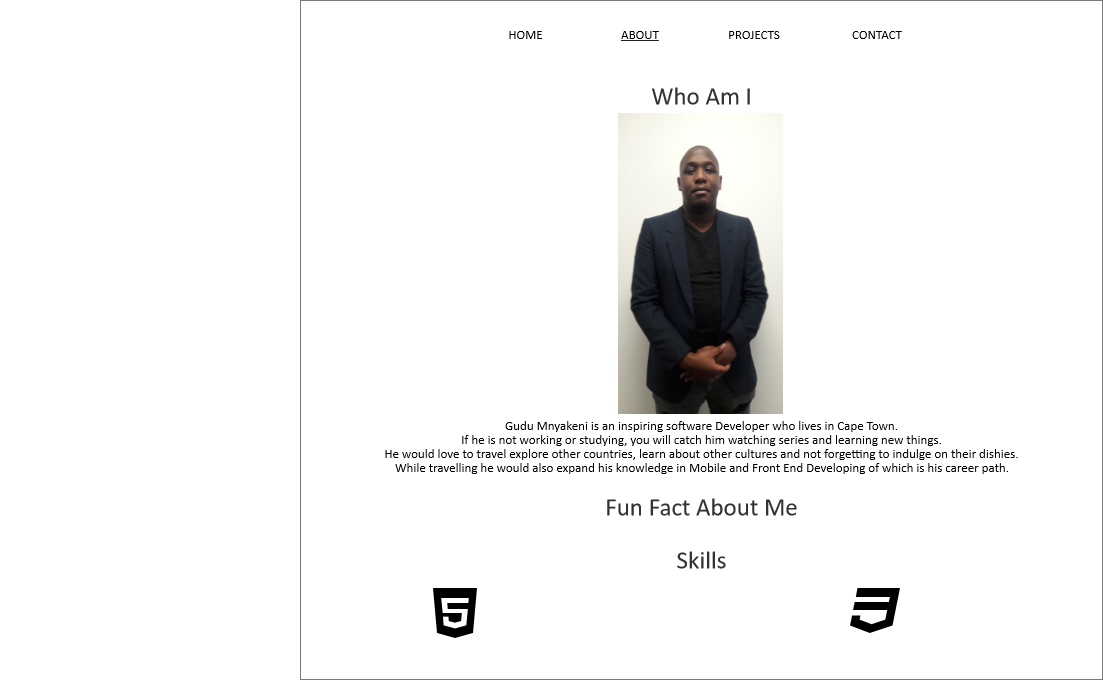 HOME ABOUT PROJECTS CONTACT
Who Am I
Gudu Mnyakeni is an inspiring software Developer who lives in Cape Town.
If he is not working or studying, you will catch him watching series and learning new things.
He would love to travel explore other countries, learn about other cultures and not forgetting to indulge on their dishies.
While travelling he would also expand his knowledge in Mobile and Front End Developing of which is his career path.
Fun Fact About Me
Skills